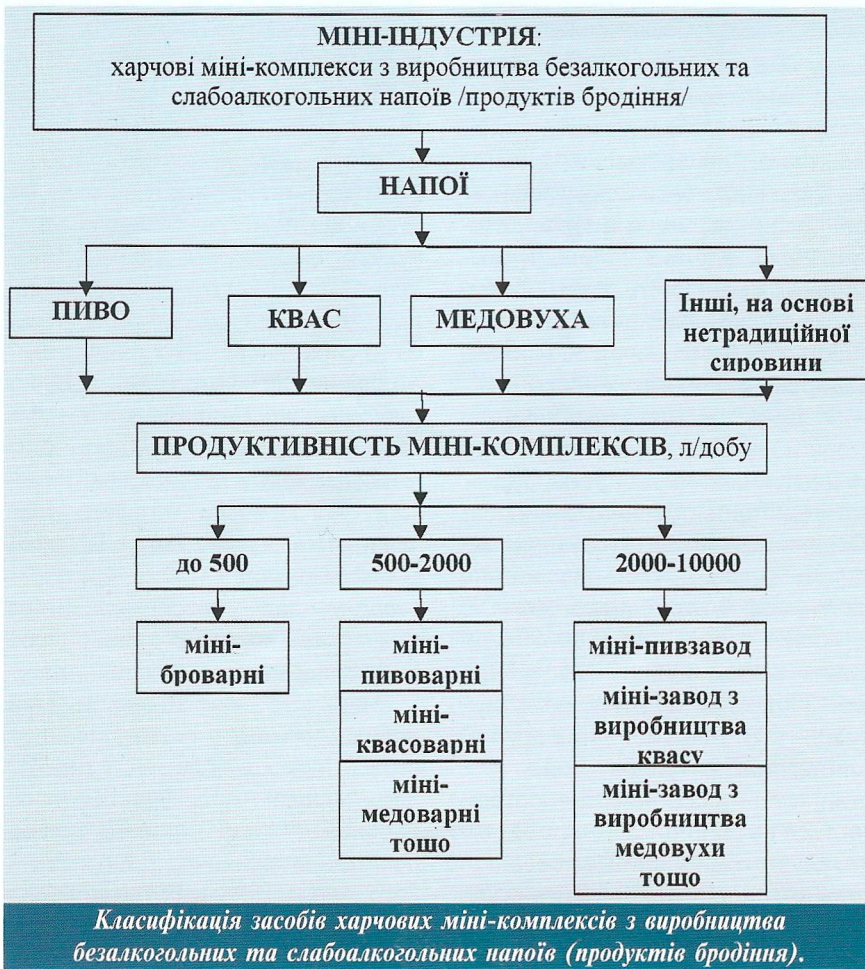 МІНІ-ІНДУСТРІЯ:
харчові міні-комплекси з виробництва безалкогольних та
слабоалкогольних напоїв /продуктів бродіння/
НАПОЇ
ПИВО
КВАС
МЕДОВУХА
Інші, на основі
нетрадиційної
сировини
ПРОДУКТИВНІСТЬ МІНІ-КОМПЛЕКСІВ, л/добу
до 500
500-2000
2000-10000
міні-
броварні
міні-
пивоварні
міні-
квасоварні
міні-
медоварні
тощо
міні-пивзавод
міні-завод з
виробництва
квасу
міні-завод з
виробництва
медовухи
тощо
Класифікація засобів харчових міні-комплексів з виробництва
безалкогольних та слабоалкогольних напоїв (продуктів бродіння).